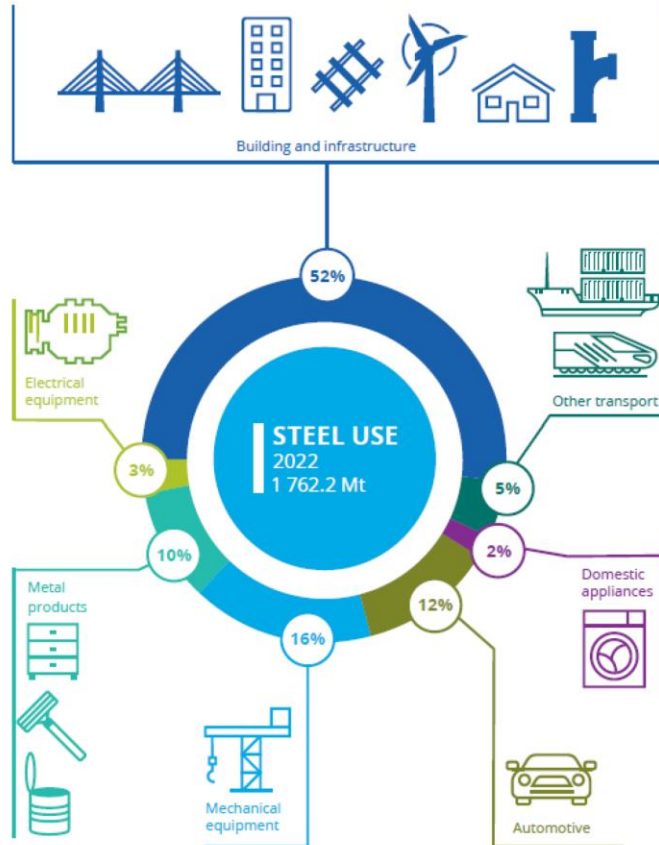 Building and infrastructure
52%
Electrical
equipment
Other transport
STEEL USE
2022
1 762.2 Mt
3%
5%
10%
2%
Metal
products
Domestic
appliances
12%
16%
Mechanical
equipment
Automotive